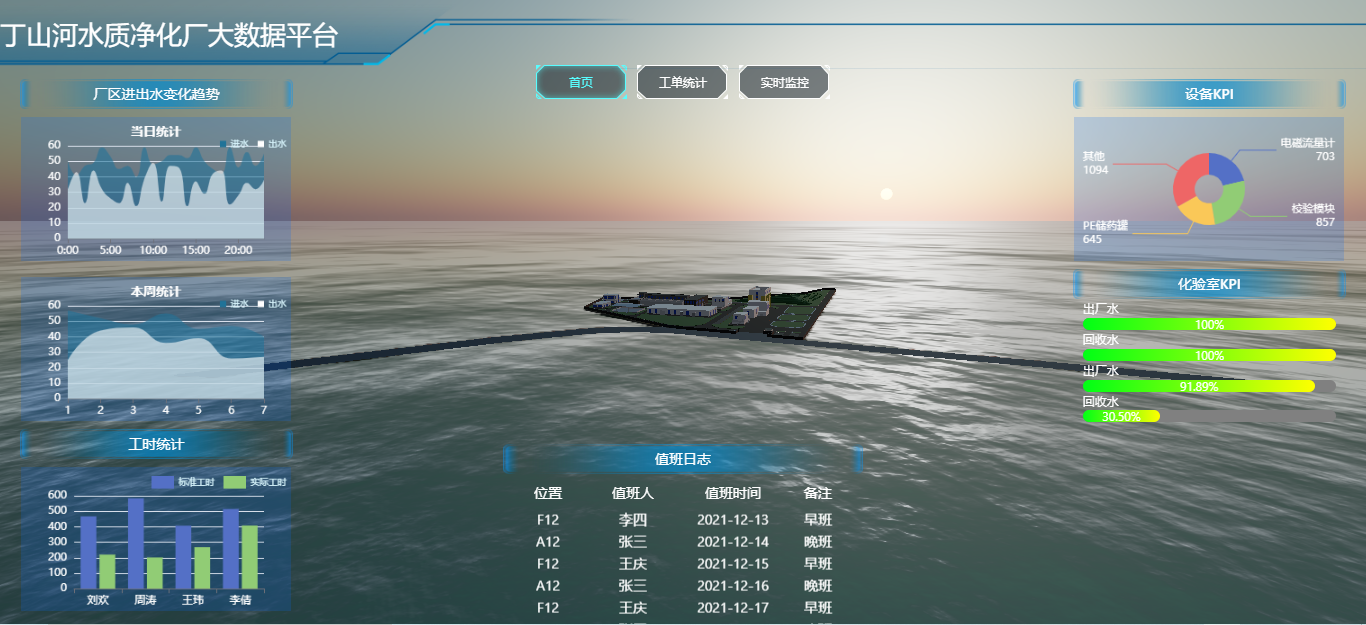 丁山河水质净化厂大数据平台
首页
工单统计
实时监控
厂区进出水变化趋势
当日统计
进水 出水
60
50
40
30
20
10
0
0:00 5:00 10:00 15:00 20:00
本周统计
进水 出水
60
50
40
30
20
10
0
1 2 3 4 5 6 7
工时统计
标准工时 实际工时
600
500
400
300
200
100
0
刘欢 周涛 王玮 李倩
值班日志
位置 值班人 值班时间 备注
F12 李四 2021-12-13 早班
A12 张三 2021-12-14 晚班
F12 王庆 2021-12-15 早班
A12 张三 2021-12-16 晚班
F12 王庆 2021-12-17 早班
设备KPI
电磁流量计
703
其他
1094
校验模块
857
PE储药罐
645
化验室KPI
出厂水
100%
回收水
100%
出厂水
91.89%
回收水
30.50%